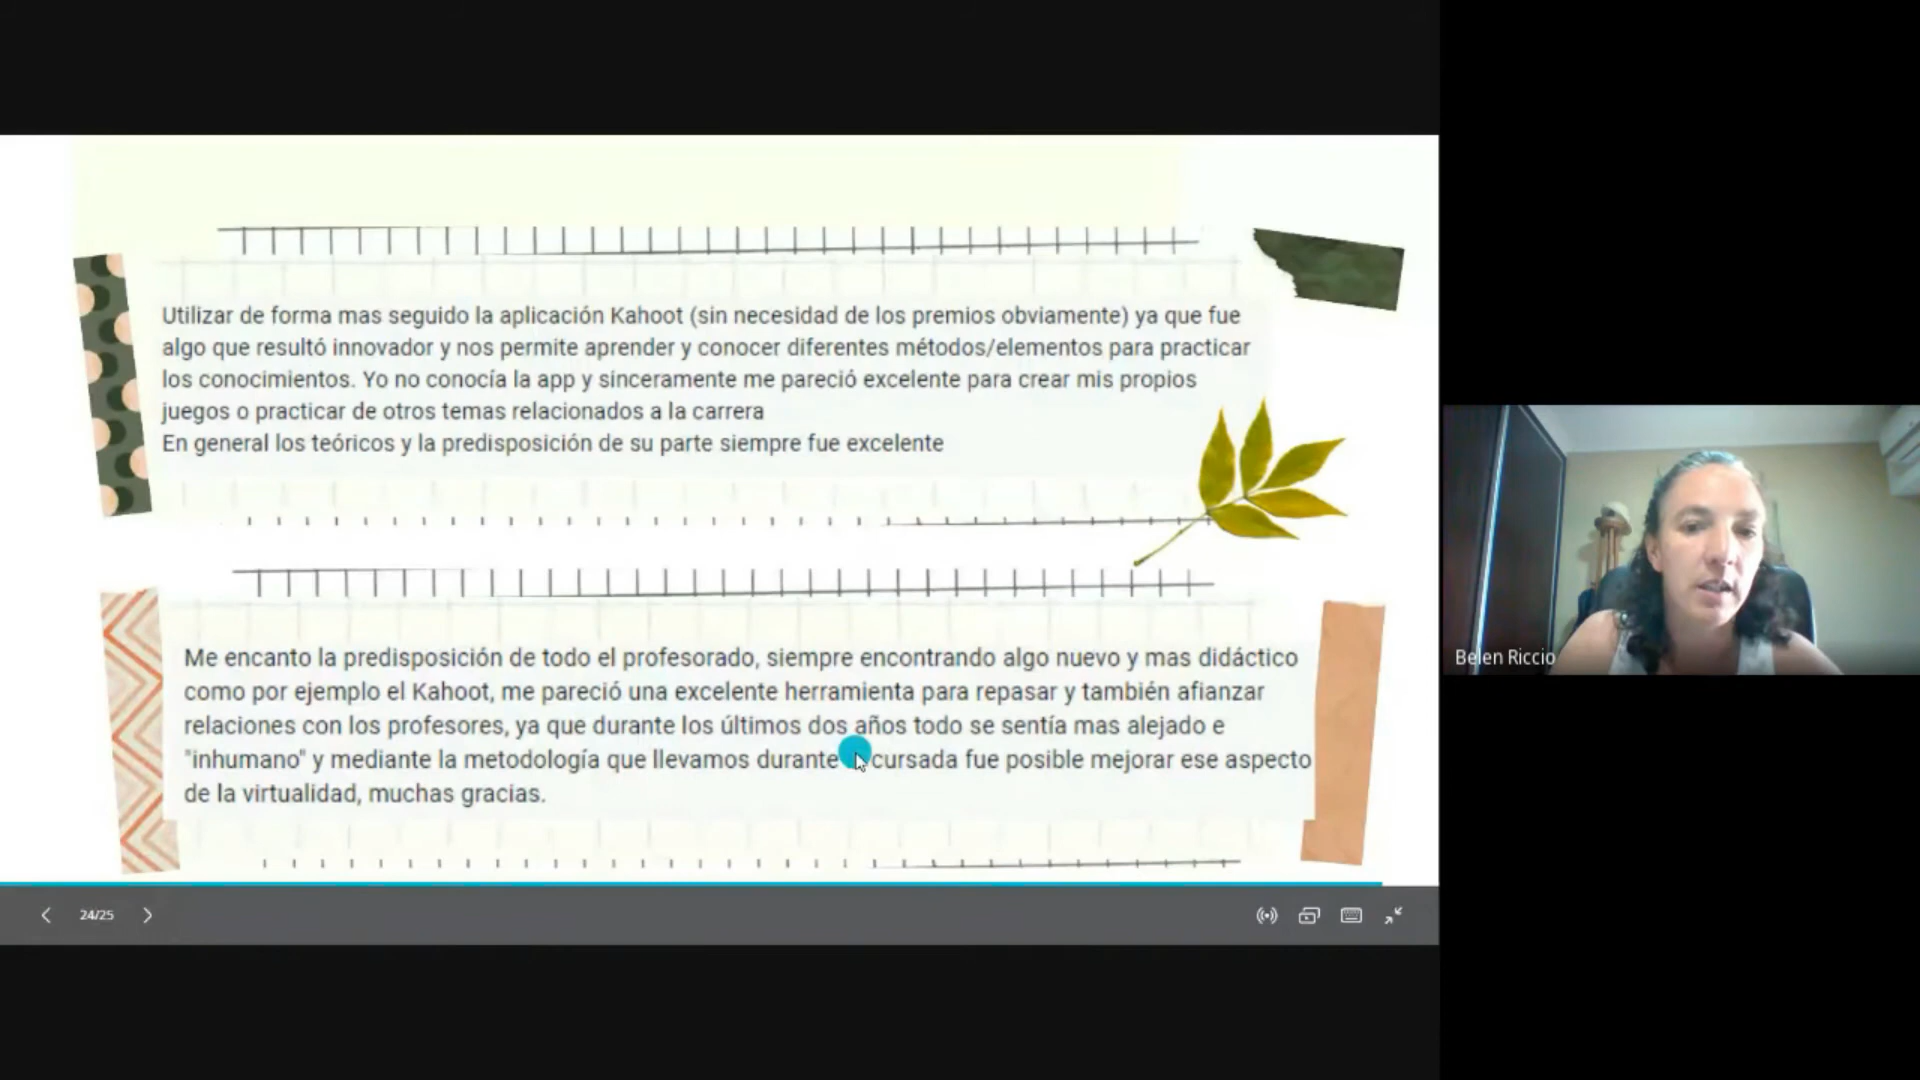 Utilizar de forma mas seguido la aplicación Kahoot (sin necesidad de los premios obviamente) ya que fue
algo que resultó innovador y nos permite aprender y conocer diferentes métodos/elementos para practicar
los conocimientos. Yo no conocía la app y sinceramente me pareció excelente para crear mis propios
juegos o practicar de otros temas relacionados a la carrera
En general los teóricos y la predisposición de su parte siempre fue excelente
Me encanto la predisposición de todo el profesorado, siempre encontrando algo nuevo y mas didáctico
como por ejemplo el Kahoot, me pareció una excelente herramienta para repasar y también afianzar
relaciones con los profesores, ya que durante los últimos dos años todo se sentía mas alejado e
"inhumano" y mediante la metodología que llevamos durante cursada fue posible mejorar ese aspecto
de la virtualidad, muchas gracias.
24/25
Belen Riccio